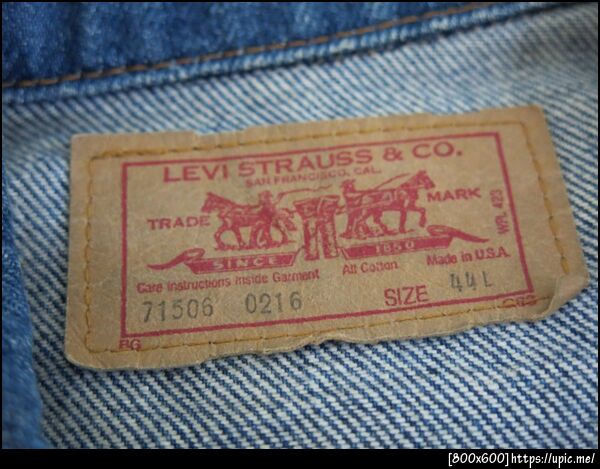 LEVI STRAUSS & CO.
SAN FRANCISCO, CAL.
TRADE MARK
WPL 423
SINCE 1850
Care Instructions Inside Garment All Cotton Made in U.S.A.
71506 0216 SIZE 44L
BG
[800x600]https://upic.me/